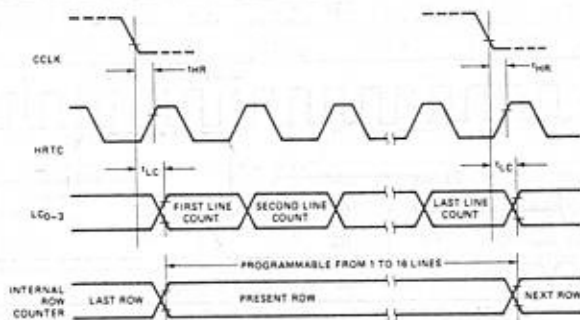 CCLK
tHR
tHR
HRTC
tLC
tLC
LC0-3
FIRST LINE
COUNT
SECOND LINE
COUNT
LAST LINE
COUNT
PROGRAMMABLE FROM 1 TO 16 LINES
INTERNAL
ROW
COUNTER
LAST ROW
PRESENT ROW
NEXT ROW